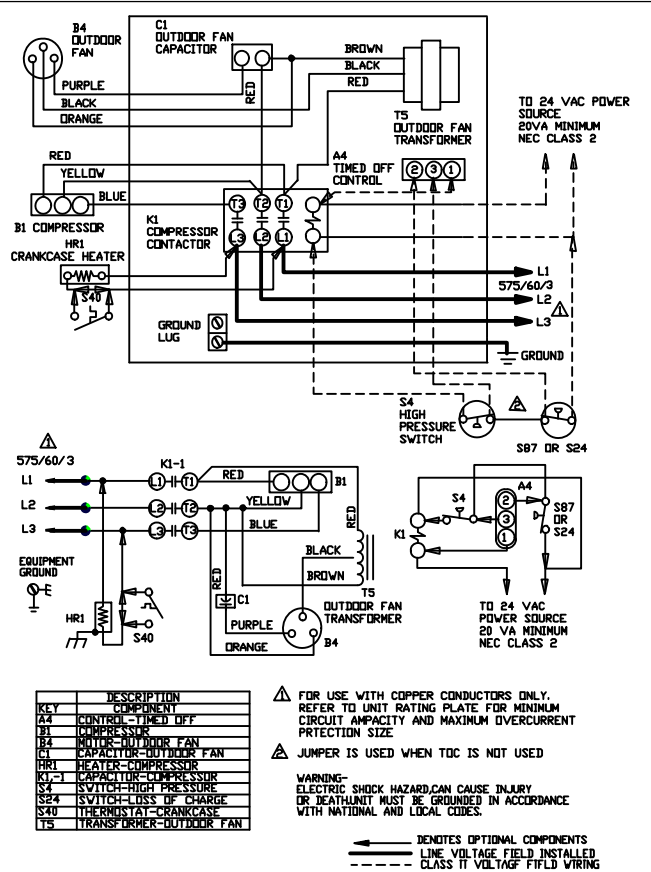 B4
OUTDOOR
FAN
C1
OUTDOOR FAN
CAPACITOR
BROWN
BLACK
RED
PURPLE
BLACK
ORANGE
RED
T5
OUTDOOR FAN
TRANSFORMER
TO 24 VAC POWER
SOURCE
20VA MINIMUM
NEC CLASS 2
RED
YELLOW
BLUE
A4
TIMED OFF
CONTROL
2 3 1
B1 COMPRESSOR
K1
COMPRESSOR
CONTACTOR
T3 T2 T1
L3 L2 L1
HR1
CRANKCASE HEATER
S40
L1
575/60/3
L2
1
L3
GROUND
LUG
GROUND
S4
HIGH
PRESSURE
SWITCH
2
S87 OR S24
1
575/60/3
K1-1
L1
L1 T1
RED
B1
L2
L2 T2
YELLOW
L3
L3 T3
BLUE
RED
EQUIPMENT
GROUND
BLACK
BROWN
RED
C1
T5
OUTDOOR FAN
TRANSFORMER
PURPLE
B4
ORANGE
HR1
S40
A4
S4
2
3
1
S87
OR
S24
K1
TO 24 VAC
POWER SOURCE
20 VA MINIMUM
NEC CLASS 2
DESCRIPTION
KEY COMPONENT
A4 CONTROL-TIMED OFF
B1 COMPRESSOR
B4 MOTOR-OUTDOOR FAN
C1 CAPACITOR-OUTDOOR FAN
HR1 HEATER-COMPRESSOR
K1,-1 CAPACITOR-COMPRESSOR
S4 SWITCH-HIGH PRESSURE
S24 SWITCH-LOSS OF CHARGE
S40 THERMOSTAT-CRANKCASE
T5 TRANSFORMER-OUTDOOR FAN
1 FOR USE WITH COPPER CONDUCTORS ONLY.
REFER TO UNIT RATING PLATE FOR MINIMUM
CIRCUIT AMPACITY AND MAXIMUM OVERCURRENT
PRTECTION SIZE
2 JUMPER IS USED WHEN TOC IS NOT USED
WARNING-
ELECTRIC SHOCK HAZARD,CAN CAUSE INJURY
OR DEATH.UNIT MUST BE GROUNDED IN ACCORDANCE
WITH NATIONAL AND LOCAL CODES.
DENOTES OPTIONAL COMPONENTS
LINE VOLTAGE FIELD INSTALLED
CLASS II VOLTAGE FIELD WIRING